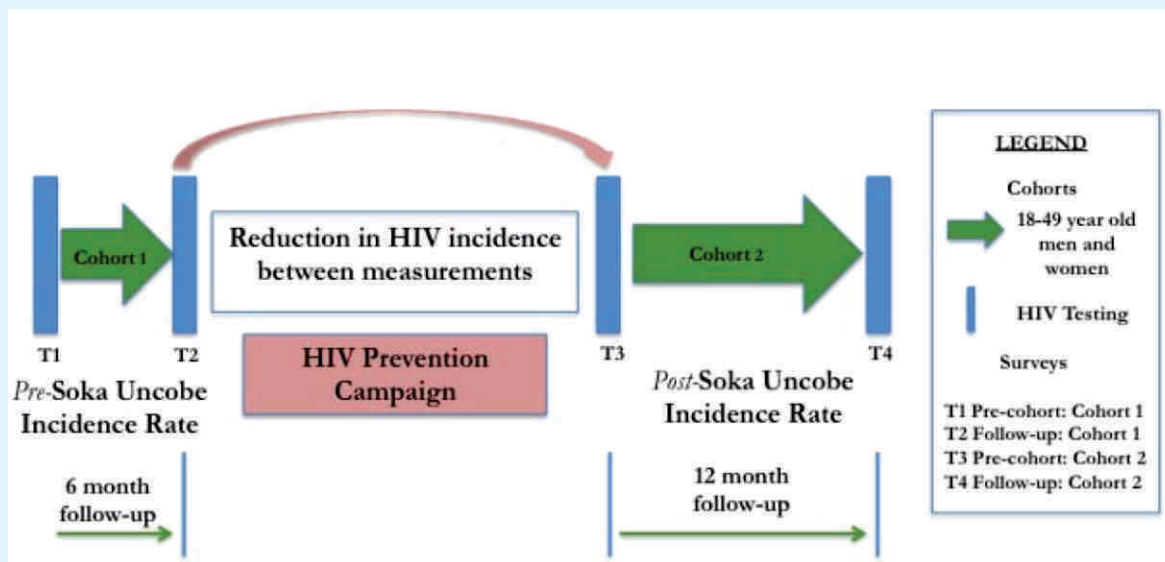 Cohort 1
Reduction in HIV incidence
between measurements
Cohort 2
T1
T2
T3
T4
HIV Prevention
Campaign
Pre-Soka Uncobe
Incidence Rate
Post-Soka Uncobe
Incidence Rate
6 month
follow-up
12 month
follow-up
LEGEND
Cohorts
18-49 year old
men and
women
HIV Testing
Surveys
T1 Pre-cohort: Cohort 1
T2 Follow-up: Cohort 1
T3 Pre-cohort: Cohort 2
T4 Follow-up: Cohort 2